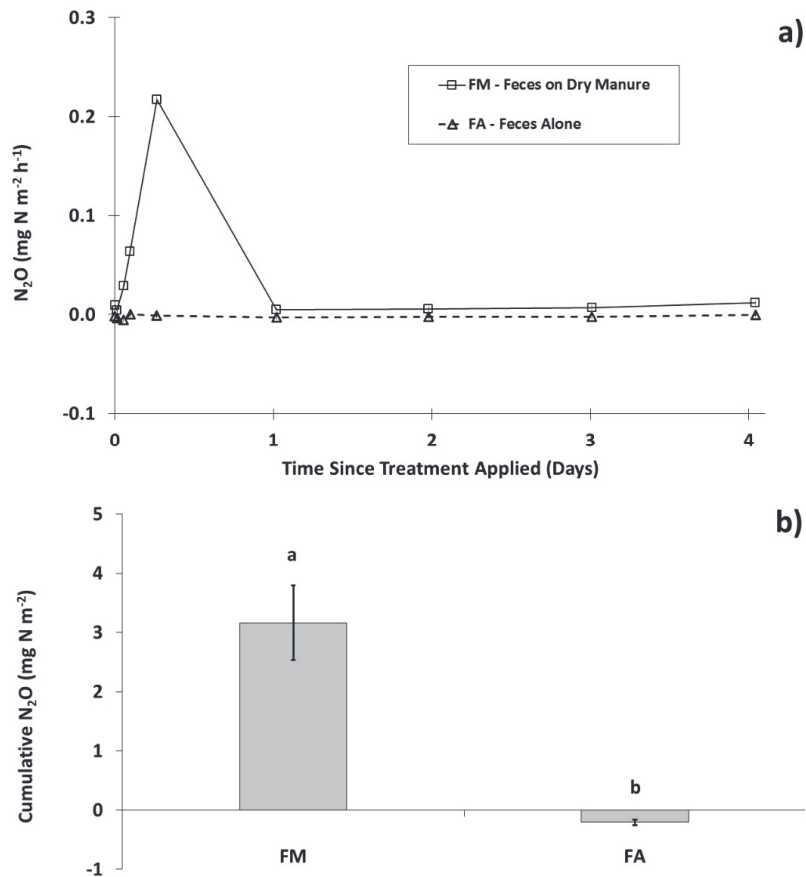 a)
0.3
0.2
0.1
0.0
-0.1
N₂O (mg N m⁻² h⁻¹)
FM - Feces on Dry Manure
FA - Feces Alone
0 1 2 3 4
Time Since Treatment Applied (Days)
b)
5
4
3
2
1
0
-1
Cumulative N₂O (mg N m⁻²)
a
b
FM FA